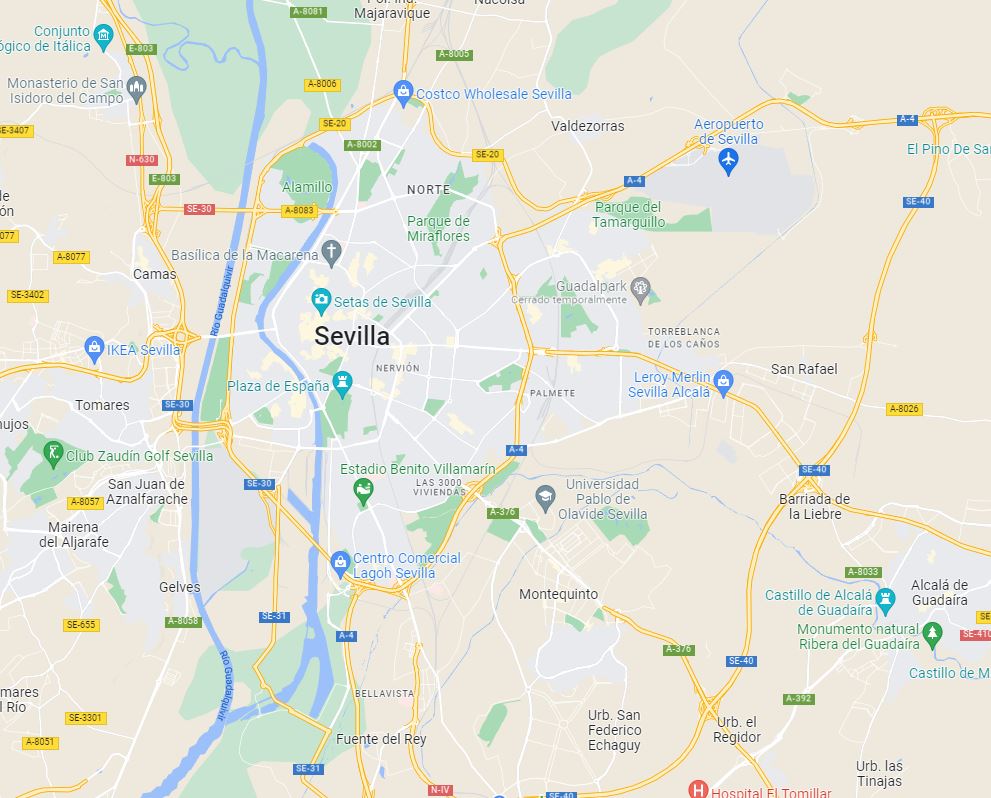 A-8081
Majaravique
Conjunto
ógico de Itálica
E-803
A-8005
Monasterio de San
Isidoro del Campo
A-8006
Costco Wholesale Sevilla
SE-3407
SE-20
Valdezorras
Aeropuerto
de Sevilla
A-4
El Pino De Sa
A-8002
SE-20
N-630
E-803
Alamillo
NORTE
A-4
SE-40
SE-30
A-8083
Parque de
Miraflores
Parque del
Tamarguillo
ón
077
A-8077
Basílica de la Macarena
Camas
Río Guadalquivir
SE-3402
Setas de Sevilla
Guadalpark
Cerrado temporalmente
Sevilla
TORREBLANCA
DE LOS CAÑOS
IKEA Sevilla
NERVIÓN
San Rafael
Plaza de España
Leroy Merlin
Sevilla Alcalá
PALMETE
Tomares
SE-30
A-8026
nujos
Club Zaudín Golf Sevilla
A-4
Estadio Benito Villamarín
LAS 3000
VIVIENDAS
SE-40
San Juan de
Aznalfarache
SE-30
Universidad
Pablo de
Olavide Sevilla
Barriada de
la Liebre
A-8057
A-376
Mairena
del Aljarafe
Centro Comercial
Lagoh Sevilla
A-8033
Gelves
Montequinto
Castillo de Alcalá
de Guadaíra
Alcalá de
Guadaíra
SE-655
A-8058
SE-31
A-4
Monumento natural
Ribera del Guadaíra
SE-410
A-376
SE-40
Río Guadalquivir
Castillo de M
mares
l Río
BELLAVISTA
A-392
SE-3301
A-8051
Fuente del Rey
Urb. San
Federico
Echaguy
Urb. el
Regidor
SE-31
Urb. las
Tinajas
N-IV
SE-40
Hospital El Tomillar